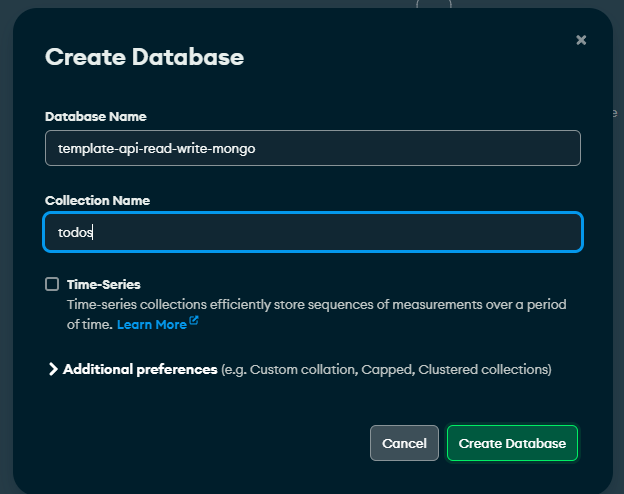 Create Database
Database Name
template-api-read-write-mongo
Collection Name
todos
Time-Series
Time-series collections efficiently store sequences of measurements over a period
of time. Learn More
Additional preferences (e.g. Custom collation, Capped, Clustered collections)
Cancel
Create Database